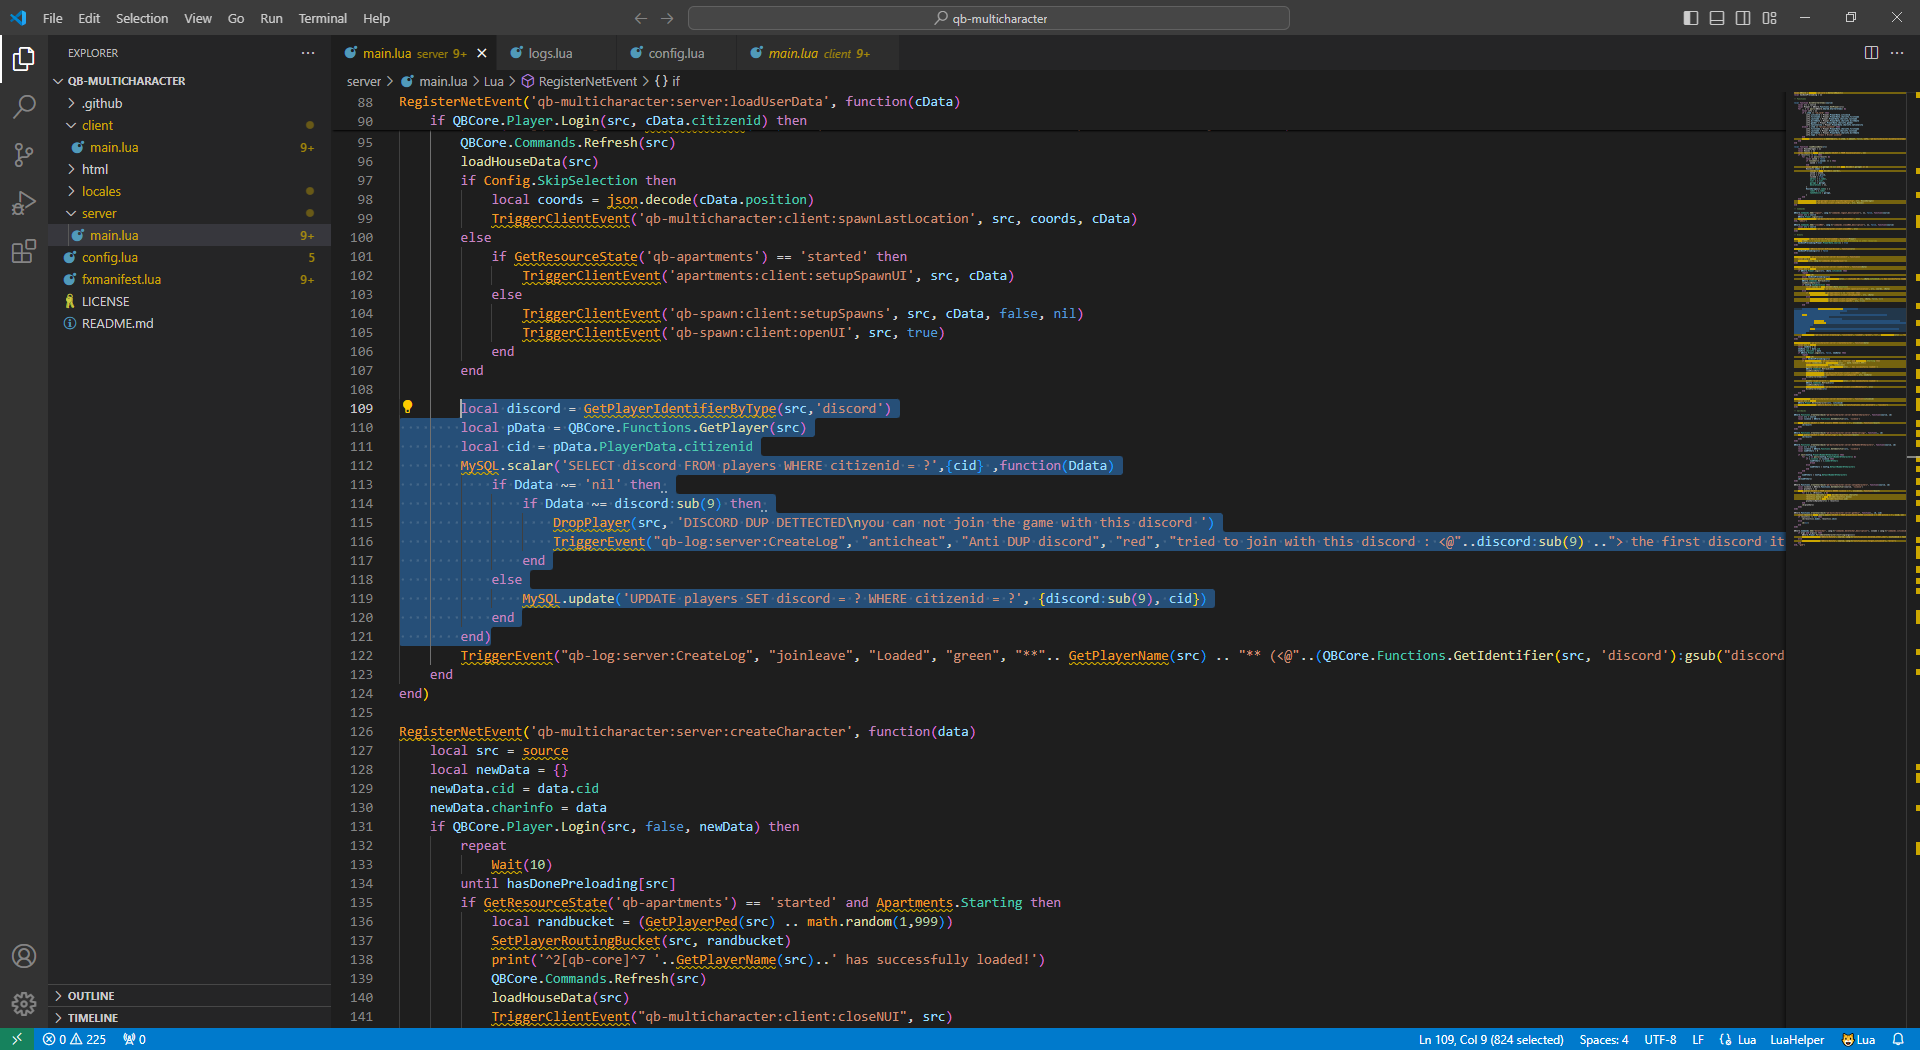 File Edit Selection View Go Run Terminal Help
qb-multicharacter
EXPLORER
QB-MULTICHARACTER
.github
client
main.lua 9+
html
locales
server
main.lua 9+
config.lua 5
fxmanifest.lua 9+
LICENSE
README.md
OUTLINE
TIMELINE
main.lua server 9+
logs.lua
config.lua
main.lua client 9+
server > main.lua > Lua > RegisterNetEvent > {} if
88 RegisterNetEvent('qb-multicharacter:server:loadUserData', function(cData)
90 if QBCore.Player.Login(src, cData.citizenid) then
95 QBCore.Commands.Refresh(src)
96 loadHouseData(src)
97 if Config.SkipSelection then
98 local coords = json.decode(cData.position)
99 TriggerClientEvent('qb-multicharacter:client:spawnLastLocation', src, coords, cData)
100 else
101 if GetResourceState('qb-apartments') == 'started' then
102 TriggerClientEvent('apartments:client:setupSpawnUI', src, cData)
103 else
104 TriggerClientEvent('qb-spawn:client:setupSpawns', src, cData, false, nil)
105 TriggerClientEvent('qb-spawn:client:openUI', src, true)
106 end
107 end
108
109 local discord = GetPlayerIdentifierByType(src,'discord')
110 local pData = QBCore.Functions.GetPlayer(src)
111 local cid = pData.PlayerData.citizenid
112 MySQL.scalar('SELECT discord FROM players WHERE citizenid = ?',{cid} ,function(Ddata)
113 if Ddata ~= 'nil' then
114 if Ddata ~= discord:sub(9) then
115 DropPlayer(src, 'DISCORD DUP DETTECTED\nyou can not join the game with this discord ')
116 TriggerEvent("qb-log:server:CreateLog", "anticheat", "Anti DUP discord", "red", "tried to join with this discord : <@"..discord:sub(9) .."> the first discord it
117 end
118 else
119 MySQL.update('UPDATE players SET discord = ? WHERE citizenid = ?', {discord:sub(9), cid})
120 end
121 end)
122 TriggerEvent("qb-log:server:CreateLog", "joinleave", "Loaded", "green", "**".. GetPlayerName(src) .. "** (<@"..(QBCore.Functions.GetIdentifier(src, 'discord'):gsub("discord
123 end
124 end)
125
126 RegisterNetEvent('qb-multicharacter:server:createCharacter', function(data)
127 local src = source
128 local newData = {}
129 newData.cid = data.cid
130 newData.charinfo = data
131 if QBCore.Player.Login(src, false, newData) then
132 repeat
133 Wait(10)
134 until hasDonePreloading[src]
135 if GetResourceState('qb-apartments') == 'started' and Apartments.Starting then
136 local randbucket = (GetPlayerPed(src) .. math.random(1,999))
137 SetPlayerRoutingBucket(src, randbucket)
138 print('^2[qb-core]^7 '..GetPlayerName(src)..' has successfully loaded!')
139 QBCore.Commands.Refresh(src)
140 loadHouseData(src)
141 TriggerClientEvent("qb-multicharacter:client:closeNUI", src)
0 225 0
Ln 109, Col 9 (824 selected) Spaces: 4 UTF-8 LF Lua LuaHelper Lua